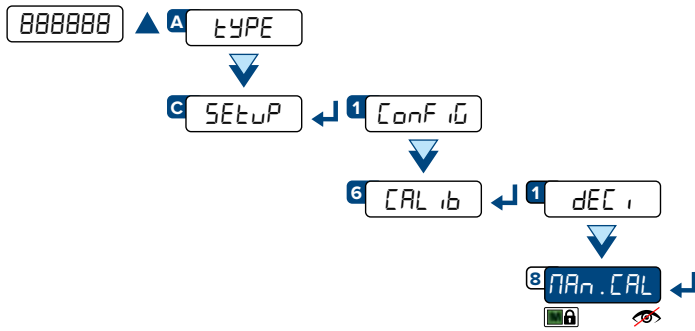 888888 A tYPE
C SEtuP 1 ConFiG
6 CALib 1 dECi
8 MAn.CAL
M